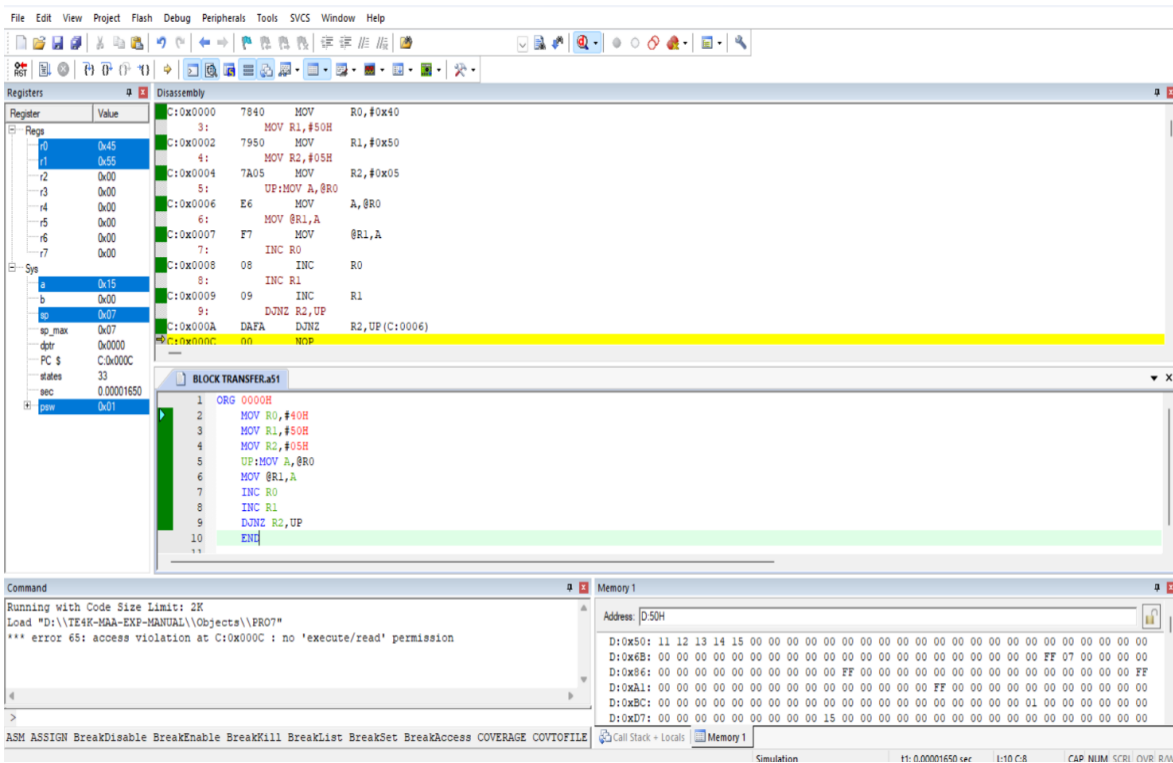 File Edit View Project Flash Debug Peripherals Tools SVCS Window Help
RST
Registers
Register Value
Regs
r0 0x45
r1 0x55
r2 0x00
r3 0x00
r4 0x00
r5 0x00
r6 0x00
r7 0x00
Sys
a 0x15
b 0x00
sp 0x07
sp_max 0x07
dptr 0x0000
PC $ C:0x000C
states 33
sec 0.00001650
psw 0x01
Disassembly
C:0x0000 7840 MOV R0,#0x40
3: MOV R1,#50H
C:0x0002 7950 MOV R1,#0x50
4: MOV R2,#05H
C:0x0004 7A05 MOV R2,#0x05
5: UP:MOV A,@R0
C:0x0006 E6 MOV A,@R0
6: MOV @R1,A
C:0x0007 F7 MOV @R1,A
7: INC R0
C:0x0008 08 INC R0
8: INC R1
C:0x0009 09 INC R1
9: DJNZ R2,UP
C:0x000A DAFA DJNZ R2,UP(C:0006)
C:0x000C 00 NOP
BLOCK TRANSFER.a51
1 ORG 0000H
2 MOV R0,#40H
3 MOV R1,#50H
4 MOV R2,#05H
5 UP:MOV A,@R0
6 MOV @R1,A
7 INC R0
8 INC R1
9 DJNZ R2,UP
10 END
11
Command
Running with Code Size Limit: 2K
Load "D:\\TE4K-MAA-EXP-MANUAL\\Objects\\PRO7"
*** error 65: access violation at C:0x000C : no 'execute/read' permission
>
ASM ASSIGN BreakDisable BreakEnable BreakKill BreakList BreakSet BreakAccess COVERAGE COVTOFILE
Memory 1
Address: D:50H
D:0x50: 11 12 13 14 15 00 00 00 00 00 00 00 00 00 00 00 00 00 00 00 00 00 00 00 00 00 00
D:0x6B: 00 00 00 00 00 00 00 00 00 00 00 00 00 00 00 00 00 00 00 00 00 FF 07 00 00 00 00
D:0x86: 00 00 00 00 00 00 00 00 00 00 FF 00 00 00 00 00 00 00 00 00 00 00 00 00 00 00 FF
D:0xA1: 00 00 00 00 00 00 00 00 00 00 00 00 00 00 00 FF 00 00 00 00 00 00 00 00 00 00 00
D:0xBC: 00 00 00 00 00 00 00 00 00 00 00 00 00 00 00 00 00 00 00 00 01 00 00 00 00 00 00
D:0xD7: 00 00 00 00 00 00 00 00 00 15 00 00 00 00 00 00 00 00 00 00 00 00 00 00 00 00 00
Call Stack + Locals Memory 1
Simulation t1: 0.00001650 sec L:10 C:8 CAP NUM SCRL OVR R/W